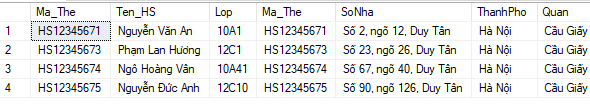 Ma_The Ten_HS Lop Ma_The SoNha ThanhPho Quan
1 HS12345671 Nguyễn Văn An 10A1 HS12345671 Số 2, ngõ 12, Duy Tân Hà Nội Cầu Giấy
2 HS12345673 Phạm Lan Hương 12C1 HS12345673 Số 23, ngõ 26, Duy Tân Hà Nội Cầu Giấy
3 HS12345674 Ngô Hoàng Vân 10A41 HS12345674 Số 67, ngõ 40, Duy Tân Hà Nội Cầu Giấy
4 HS12345675 Nguyễn Đức Anh 12C10 HS12345675 Số 90, ngõ 126, Duy Tân Hà Nội Cầu Giấy